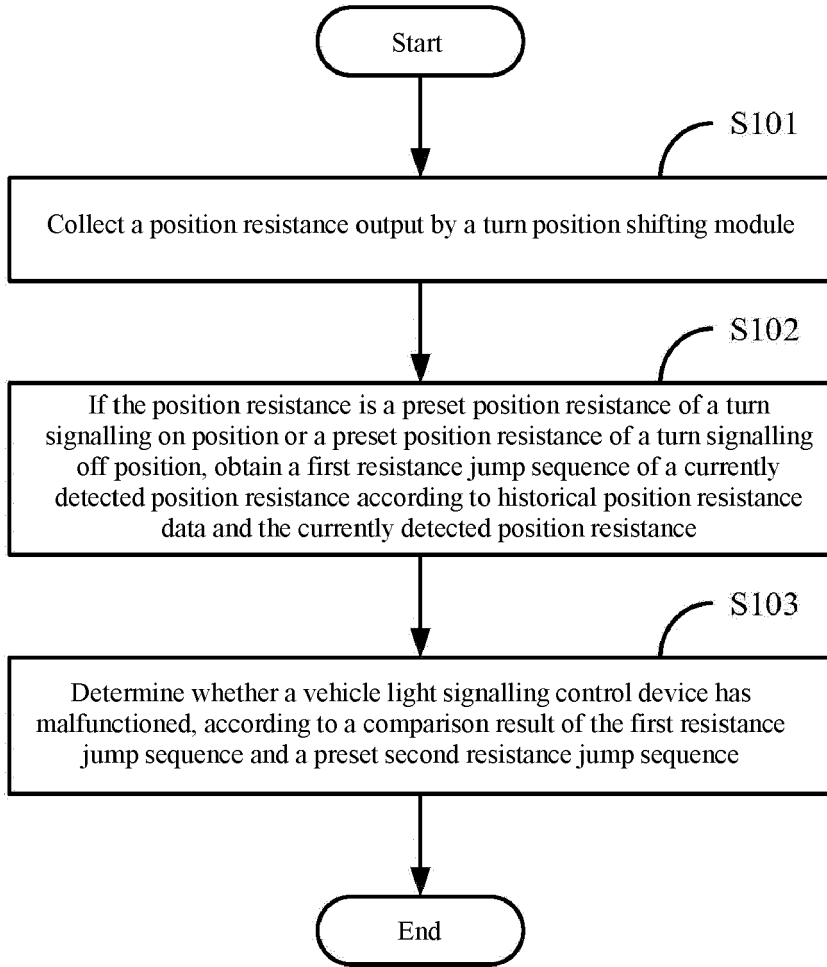 Start
S101
Collect a position resistance output by a turn position shifting module
S102
If the position resistance is a preset position resistance of a turn
signalling on position or a preset position resistance of a turn signalling
off position, obtain a first resistance jump sequence of a currently
detected position resistance according to historical position resistance
data and the currently detected position resistance
S103
Determine whether a vehicle light signalling control device has
malfunctioned, according to a comparison result of the first resistance
jump sequence and a preset second resistance jump sequence
End